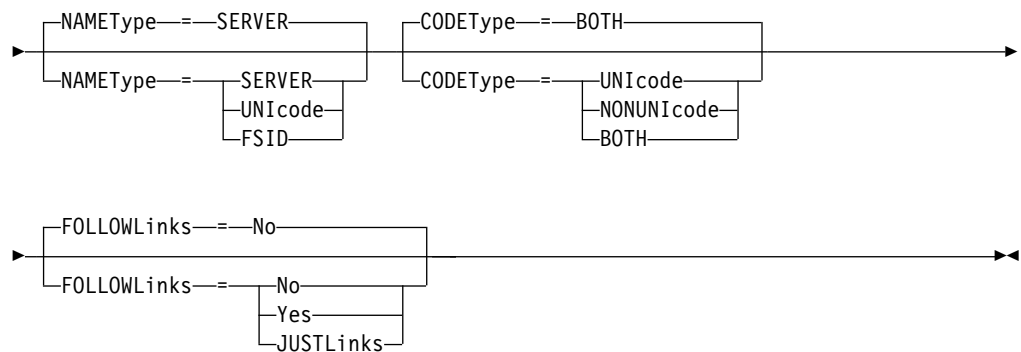 NAMEType = SERVER CODEType = BOTH
NAMEType = SERVER CODEType = UNIcode
UNIcode NONUNIcode
FSID BOTH
FOLLOWLinks = No
FOLLOWLinks = No
Yes
JUSTLinks